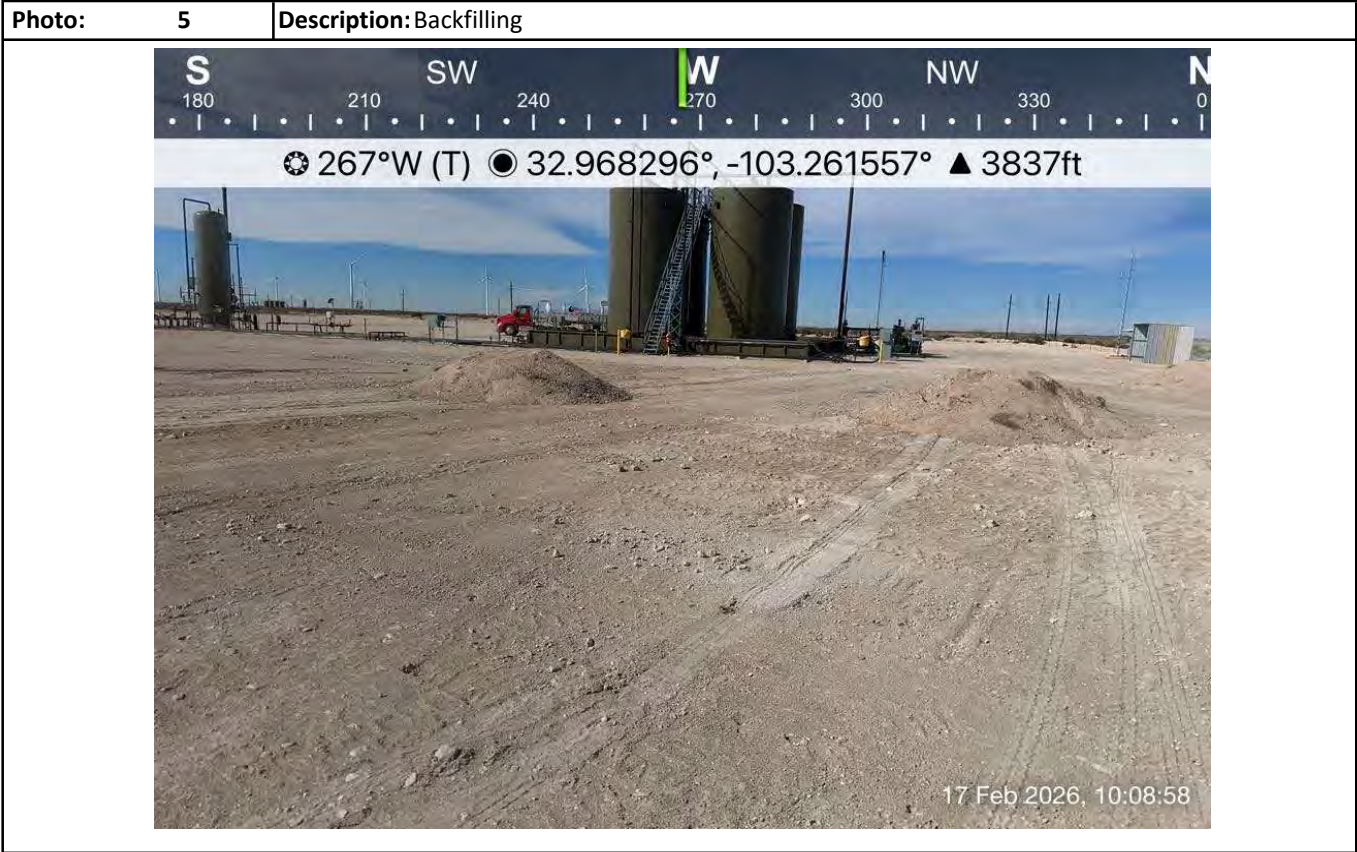 Photo: 5 Description: Backfilling
S SW W NW N
180 210 240 270 300 330 0
267°W (T) 32.968296°, -103.261557° ▲ 3837ft
17 Feb 2026, 10:08:58